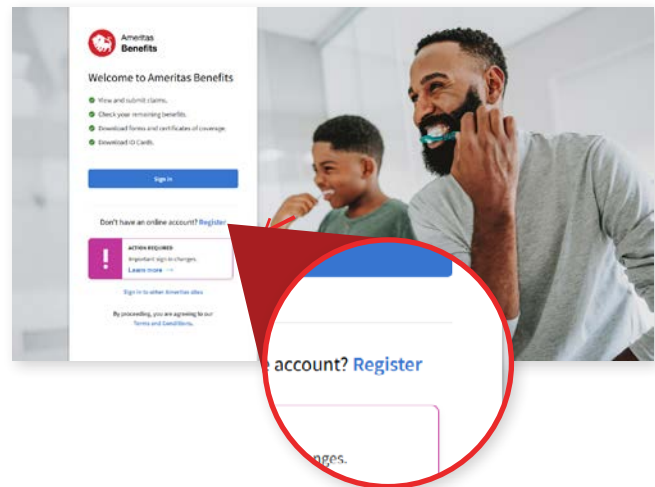 Ameritas
Benefits
Welcome to Ameritas Benefits
View and submit claims.
Check your remaining benefits.
Download forms and certificates of coverage.
Download ID Cards.
Sign in
Don't have an online account? Register
ACTION REQUIRED
Important sign in changes.
Learn more →
Sign in to other Ameritas sites
By proceeding, you are agreeing to our
Terms and Conditions.
account? Register
nges.